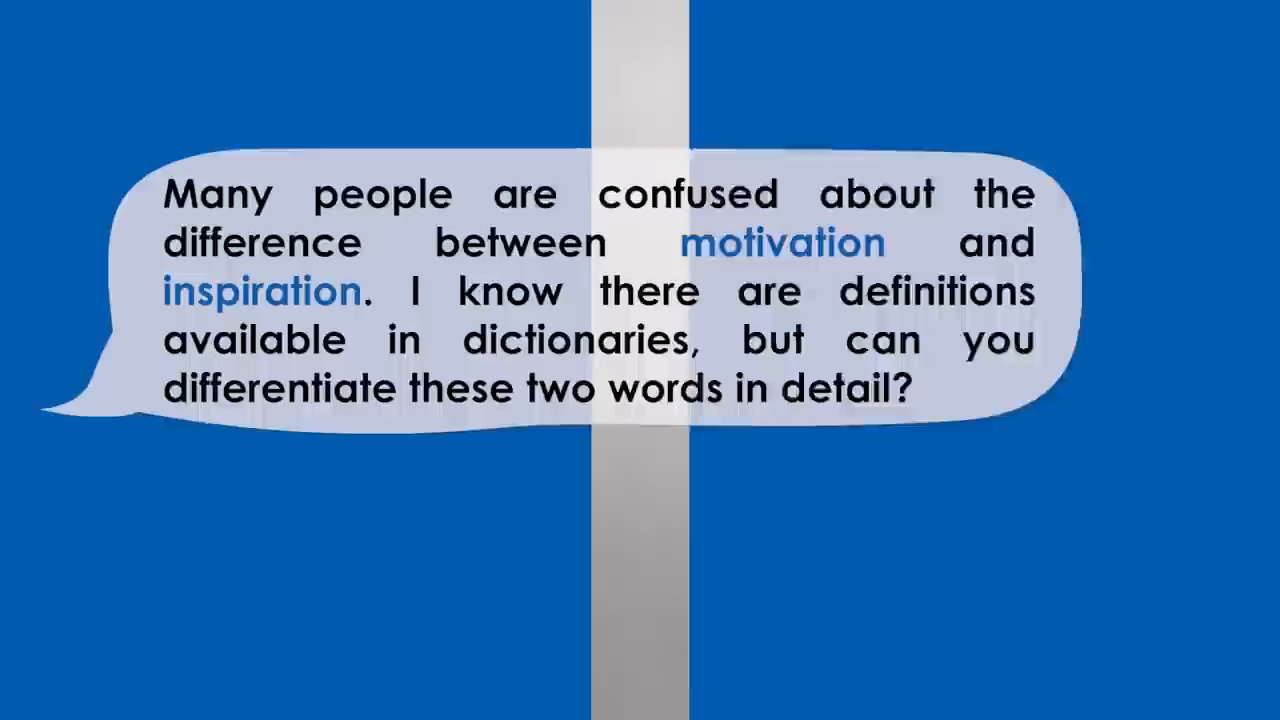 Many people are confused about the
difference between motivation and
inspiration. I know there are definitions
available in dictionaries, but can you
differentiate these two words in detail?